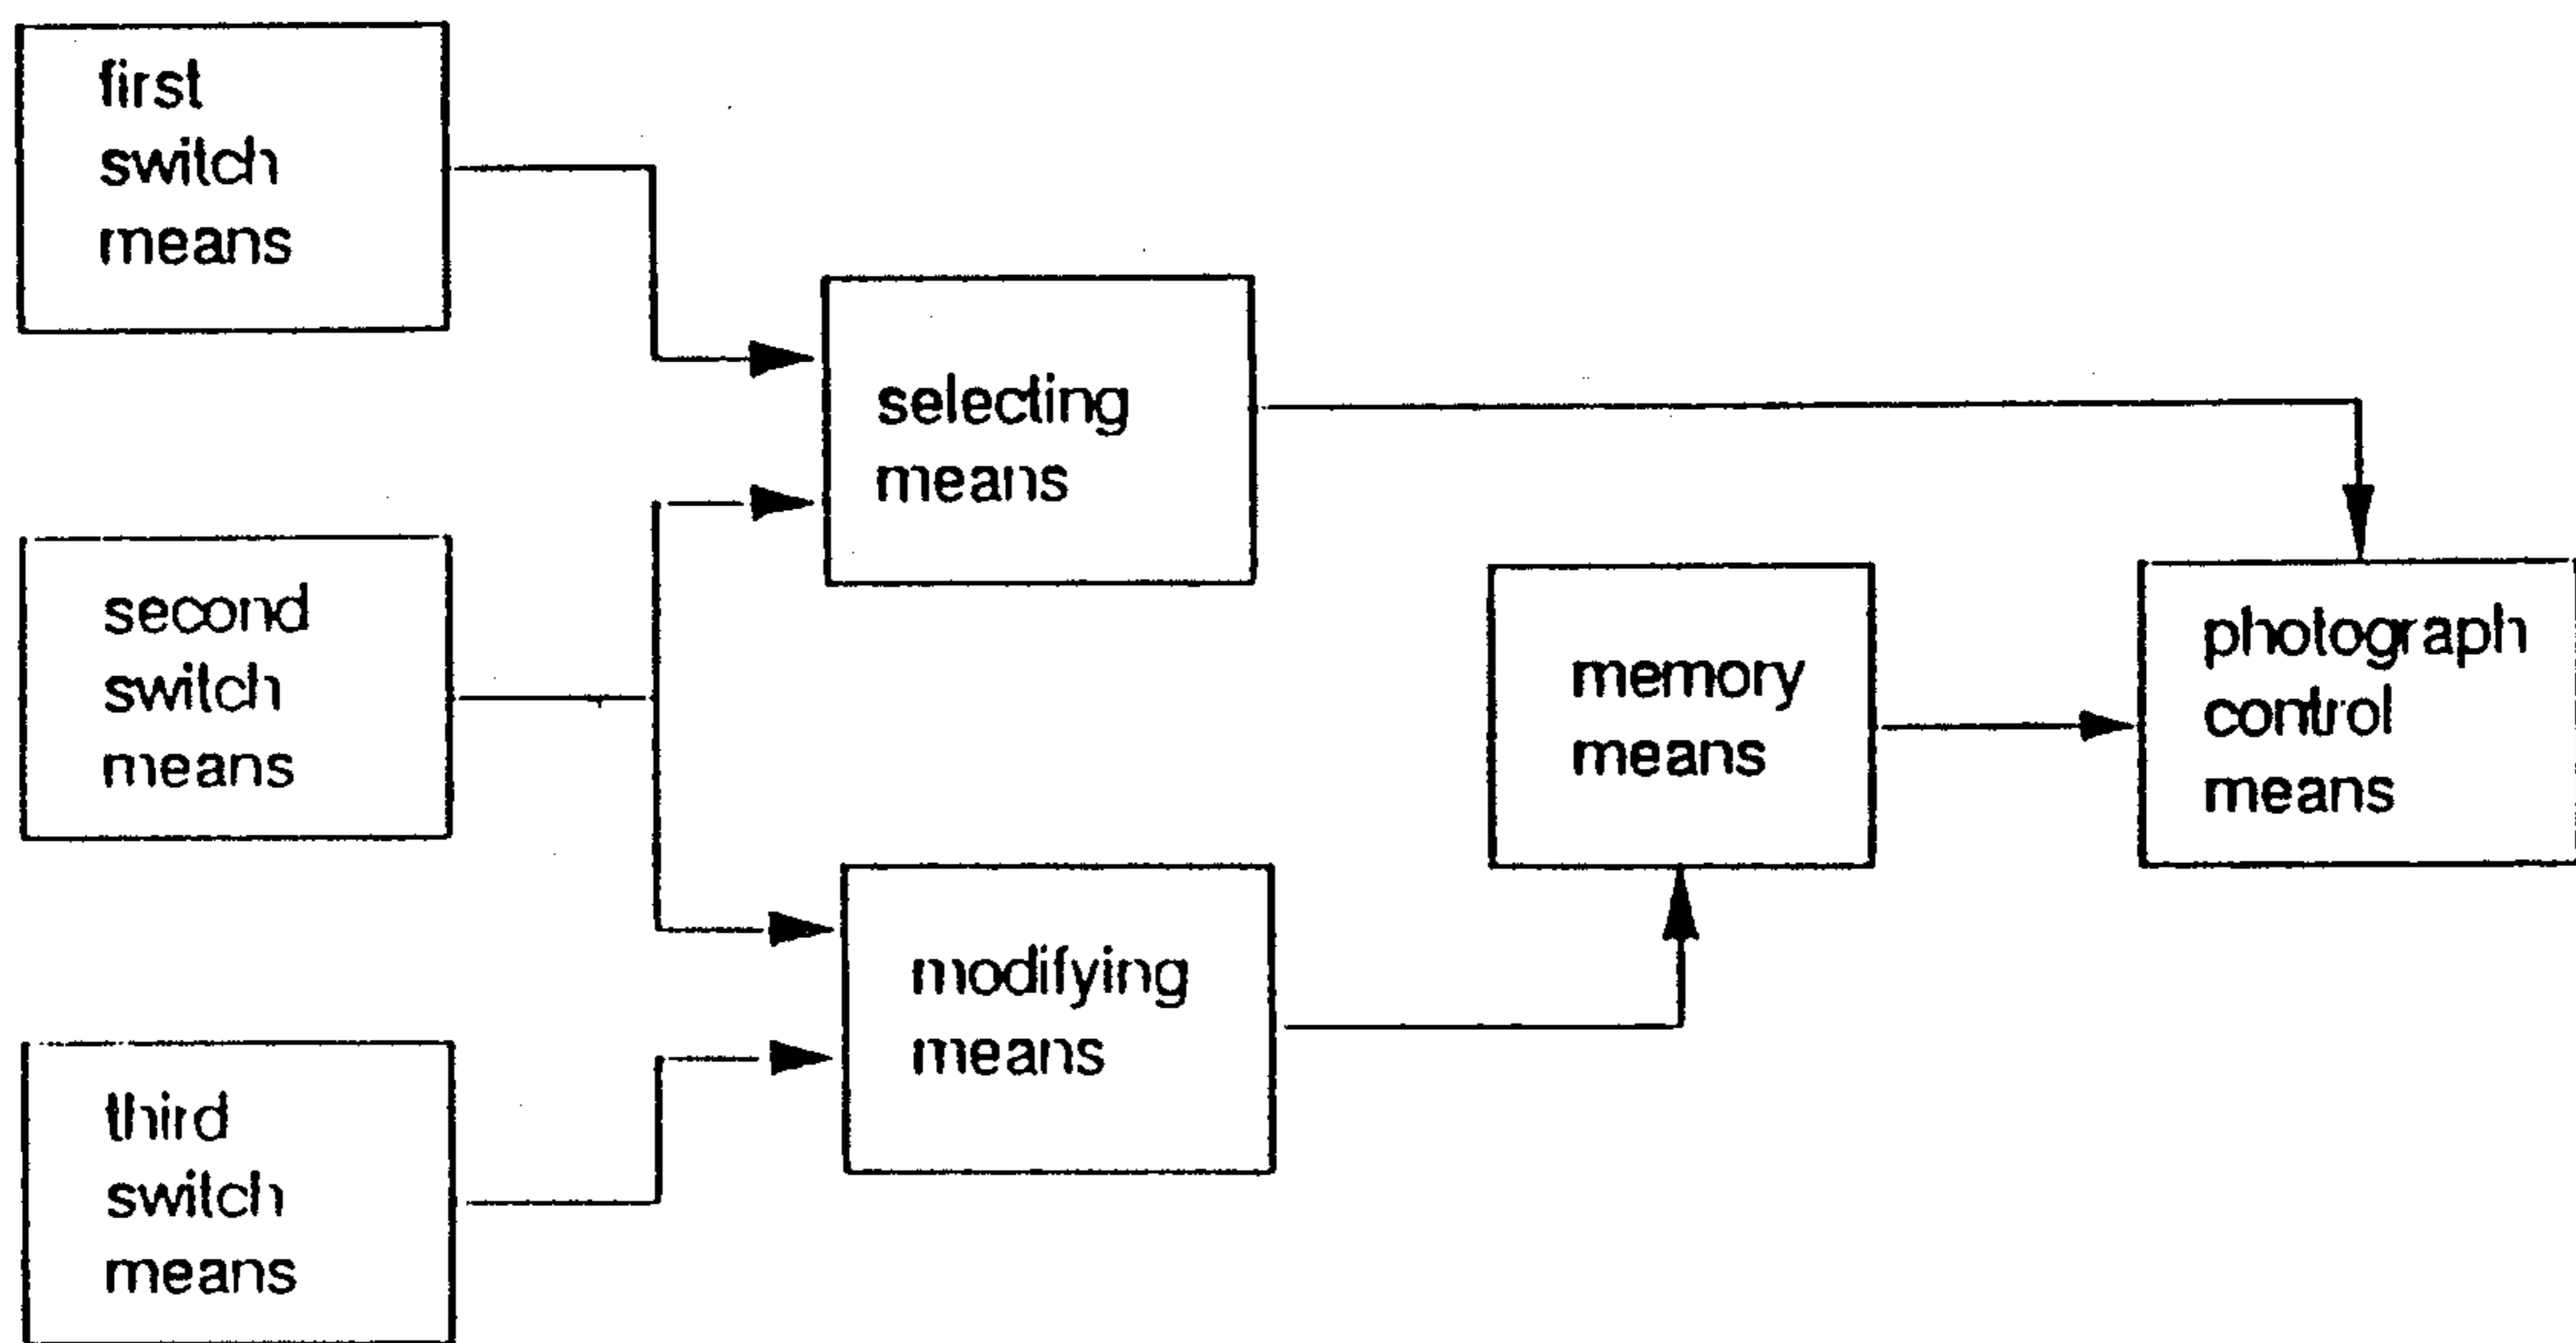 first
switch
means
selecting
means
second
switch
means
memory
means
photograph
control
means
modifying
means
third
switch
means